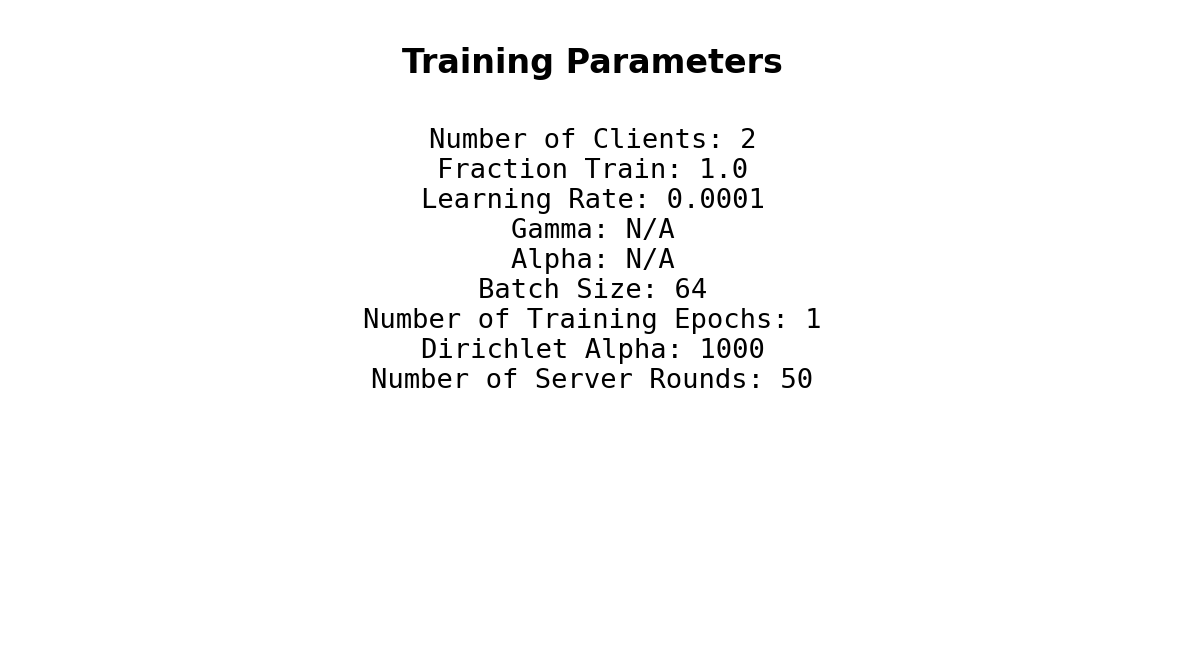 Training Parameters
Number of Clients: 2
Fraction Train: 1.0
Learning Rate: 0.0001
Gamma: N/A
Alpha: N/A
Batch Size: 64
Number of Training Epochs: 1
Dirichlet Alpha: 1000
Number of Server Rounds: 50